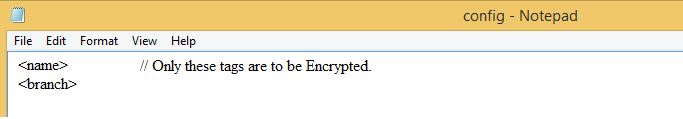 config - Notepad
File Edit Format View Help
<name> // Only these tags are to be Encrypted.
<branch>